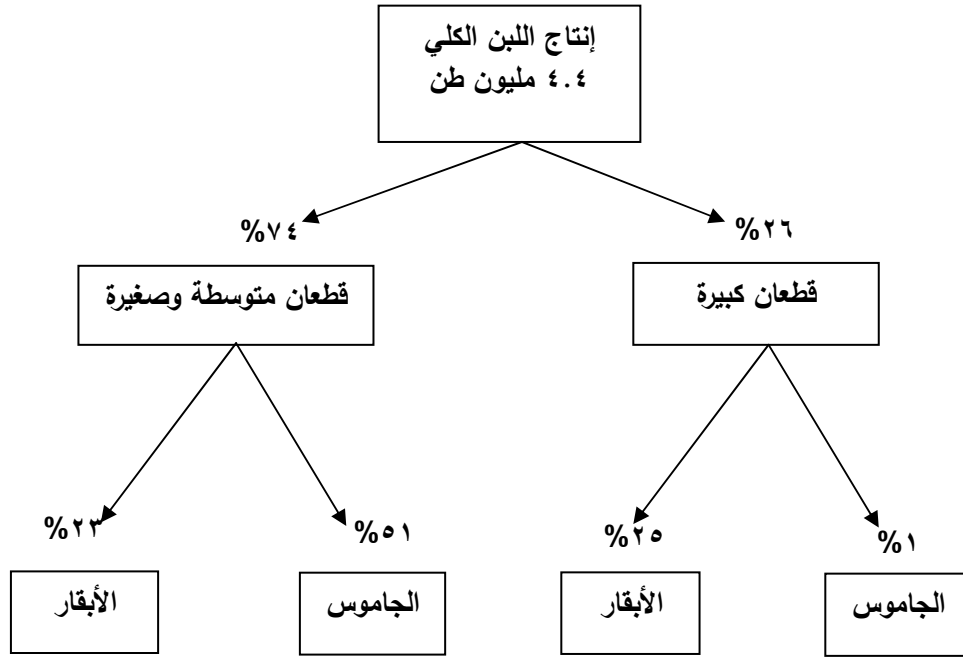 إنتاج اللبن الكلي
٤.٤ مليون طن
%٢٦
%٧٤
قطعان كبيرة
قطعان متوسطة وصغيرة
%١
%٢٥
%٥١
%٢٣
الجاموس
الأبقار
الجاموس
الأبقار